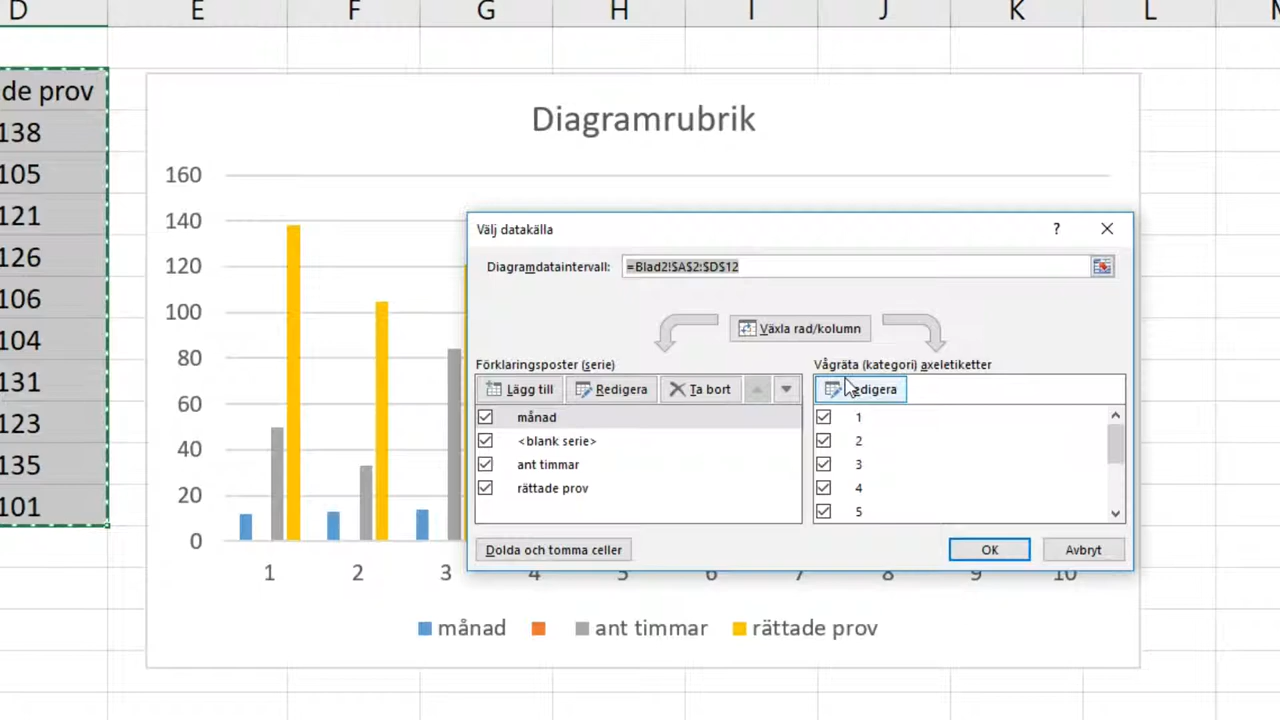 D E F G H I J K L
de prov
138
105
121
126
106
104
131
123
135
101
Diagramrubrik
160
140
120
100
80
60
40
20
0
1 2 3 4 5 6 7 8 9 10
månad ant timmar rättade prov
Välj datakälla
?
Diagramdataintervall: =Blad2!$A$2:$D$12
Växla rad/kolumn
Förklaringsposter (serie)
Lägg till Redigera Ta bort
månad
<blank serie>
ant timmar
rättade prov
Vågräta (kategori) axeletiketter
Redigera
1
2
3
4
5
Dolda och tomma celler
OK Avbryt